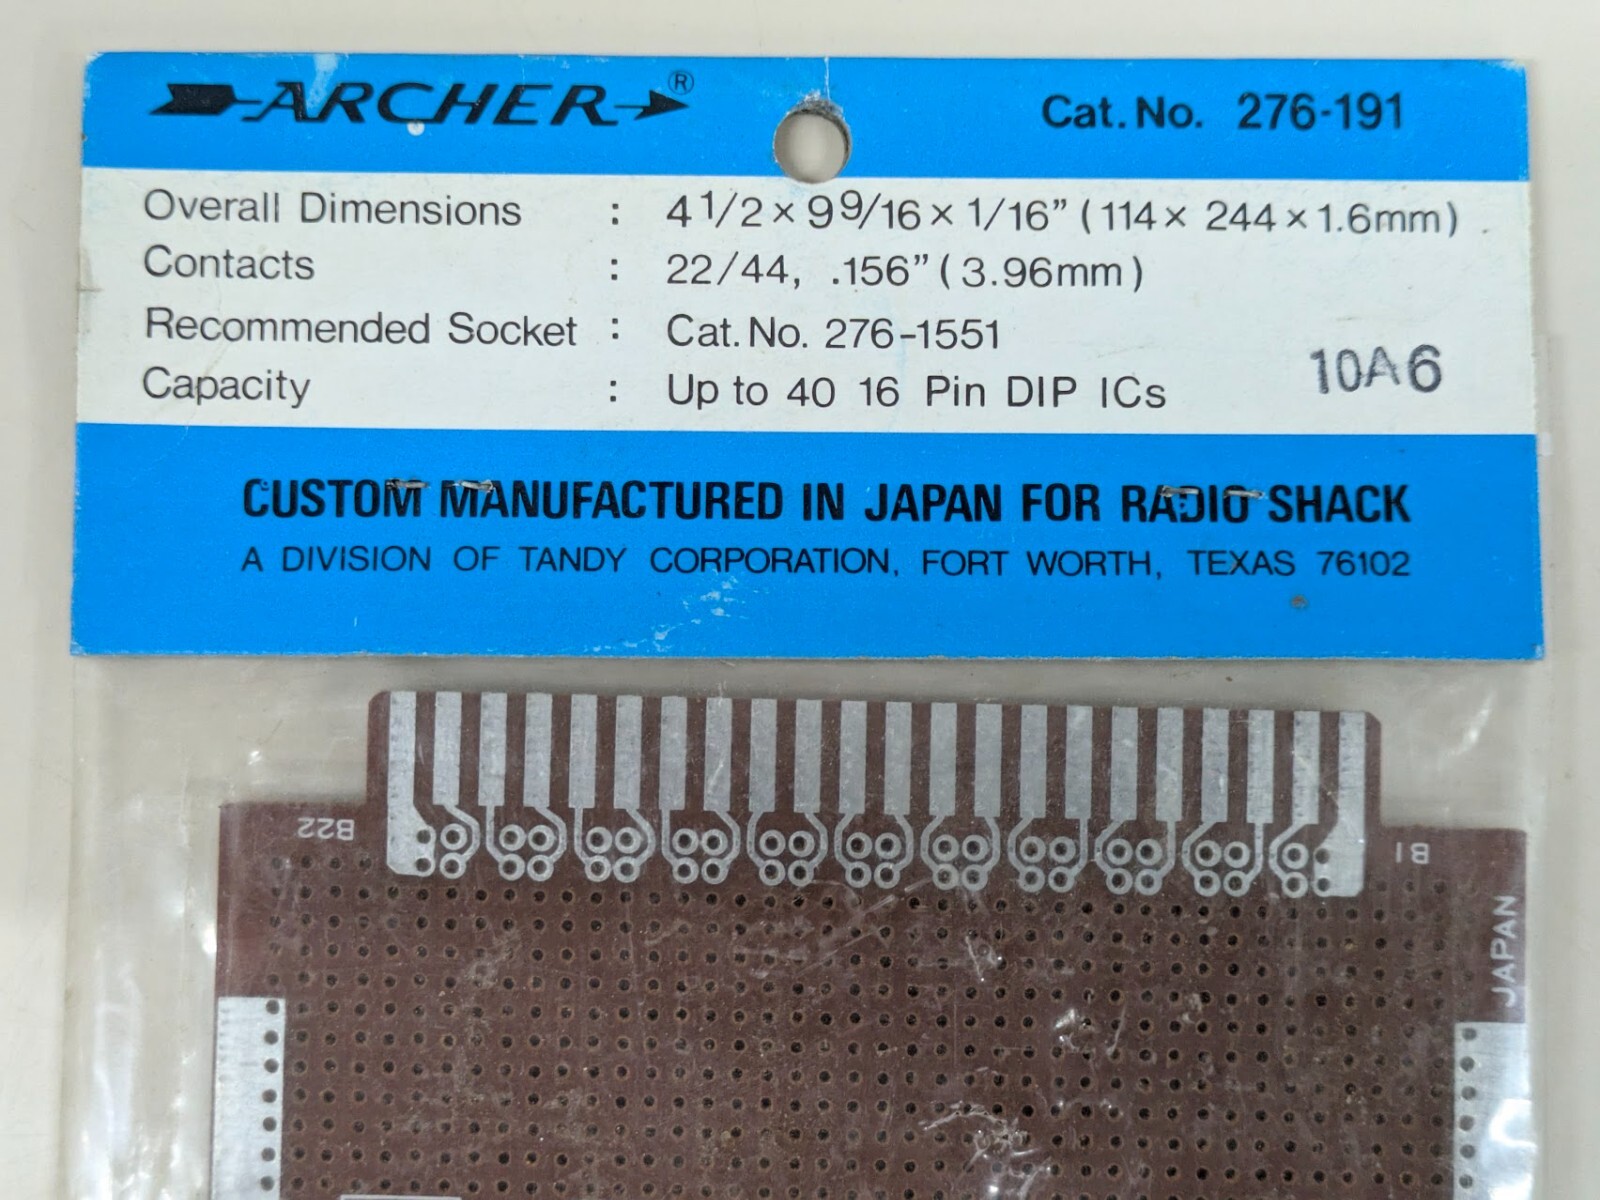 ARCHER®
Cat. No. 276-191
Overall Dimensions : 4 1/2 × 9 9/16 × 1/16” (114 × 244 × 1.6mm)
Contacts : 22/44, .156” (3.96mm)
Recommended Socket : Cat. No. 276-1551
Capacity : Up to 40 16 Pin DIP ICs
10A6
CUSTOM MANUFACTURED IN JAPAN FOR RADIO SHACK
A DIVISION OF TANDY CORPORATION, FORT WORTH, TEXAS 76102
B22
B1
JAPAN